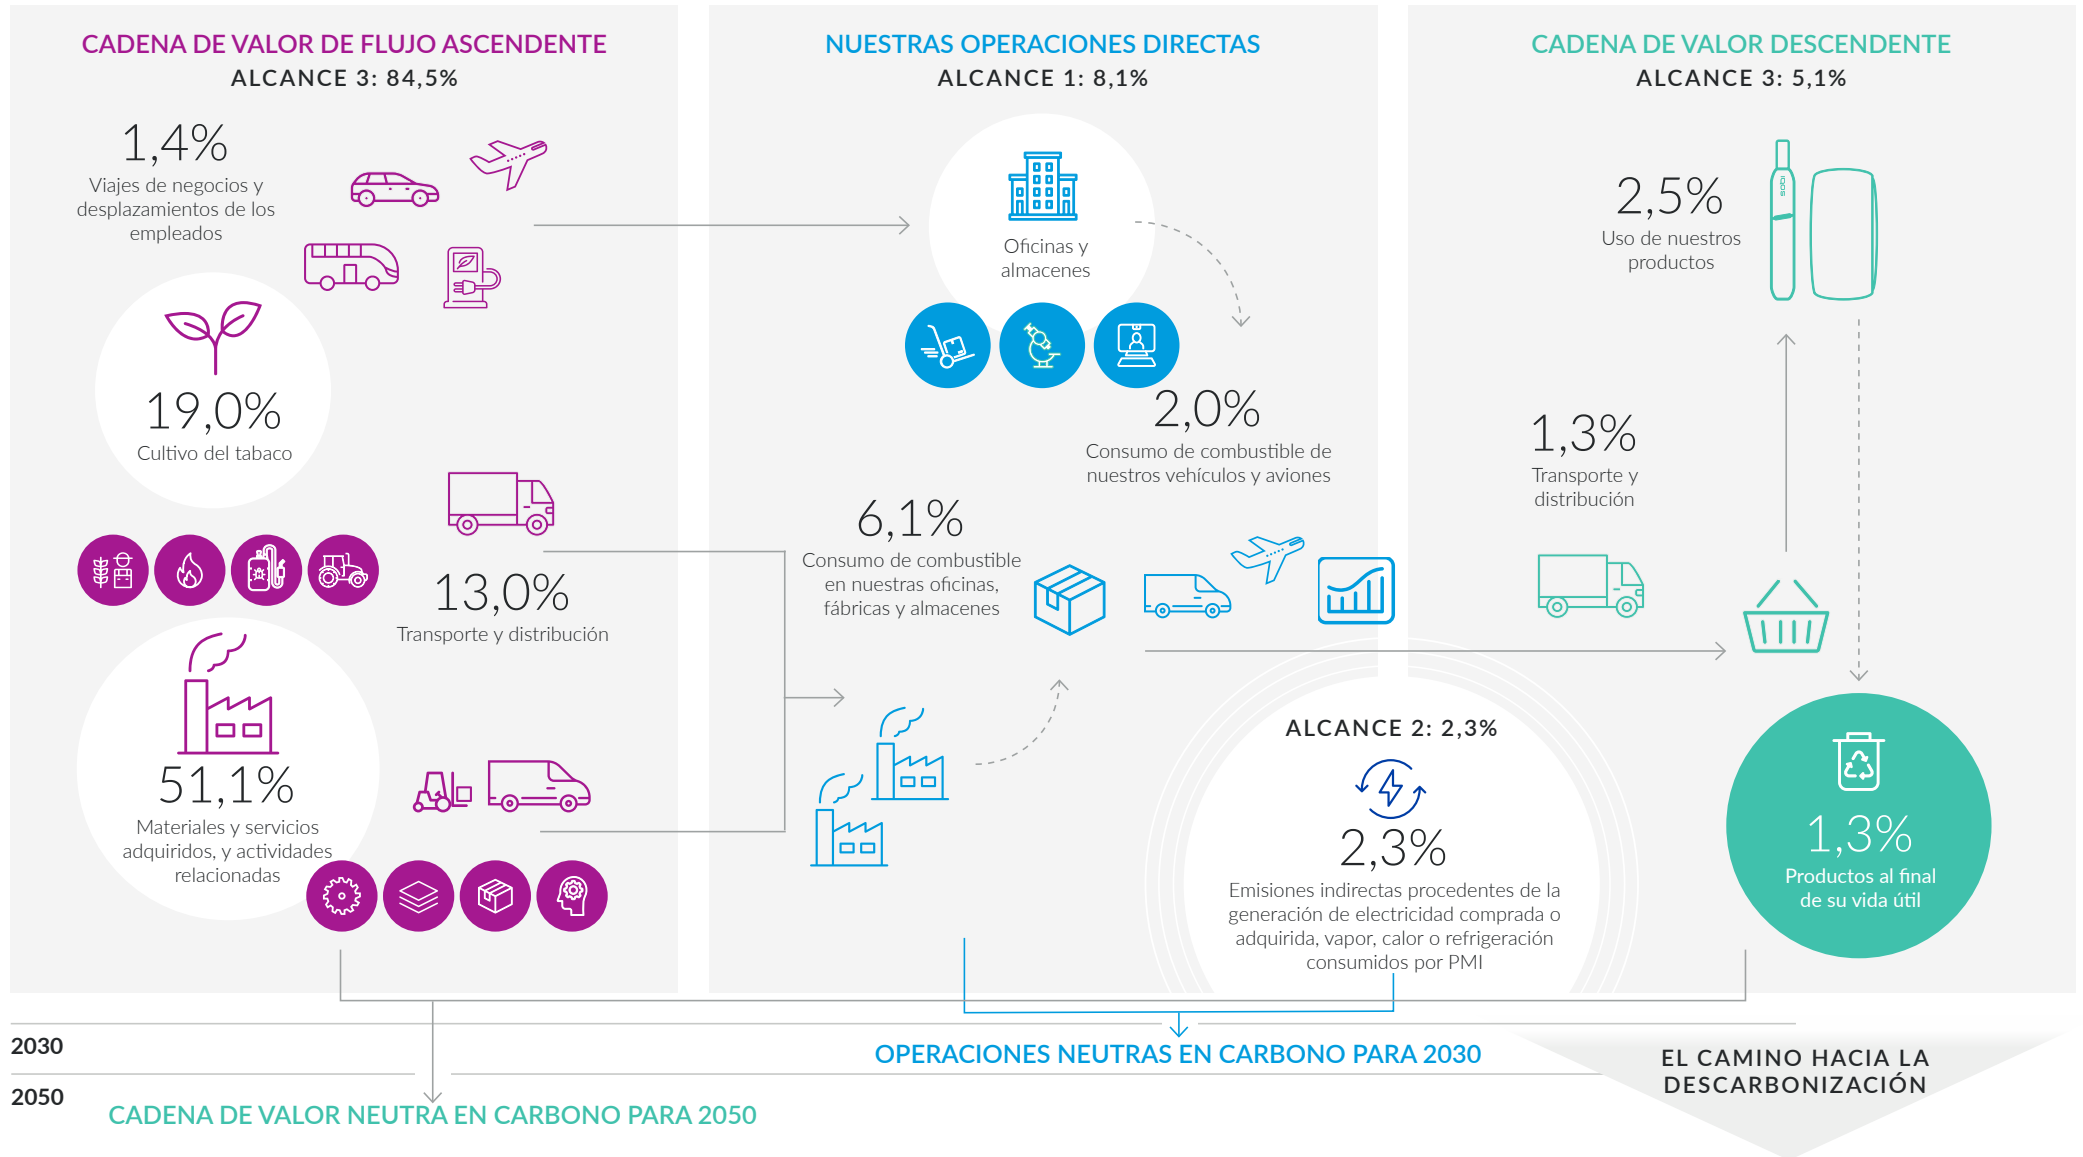 CADENA DE VALOR DE FLUJO ASCENDENTE
ALCANCE 3: 84,5%
1,4%
Viajes de negocios y
desplazamientos de los
empleados
19,0%
Cultivo del tabaco
13,0%
Transporte y distribución
51,1%
Materiales y servicios
adquiridos, y actividades
relacionadas
NUESTRAS OPERACIONES DIRECTAS
ALCANCE 1: 8,1%
Oficinas y
almacenes
2,0%
Consumo de combustible de
nuestros vehículos y aviones
6,1%
Consumo de combustible
en nuestras oficinas,
fábricas y almacenes
ALCANCE 2: 2,3%
2,3%
Emisiones indirectas procedentes de la
generación de electricidad comprada o
adquirida, vapor, calor o refrigeración
consumidos por PMI
CADENA DE VALOR DESCENDENTE
ALCANCE 3: 5,1%
2,5%
Uso de nuestros
productos
IQOS
1,3%
Transporte y
distribución
1,3%
Productos al final
de su vida útil
2030
OPERACIONES NEUTRAS EN CARBONO PARA 2030
2050
CADENA DE VALOR NEUTRA EN CARBONO PARA 2050
EL CAMINO HACIA LA
DESCARBONIZACIÓN